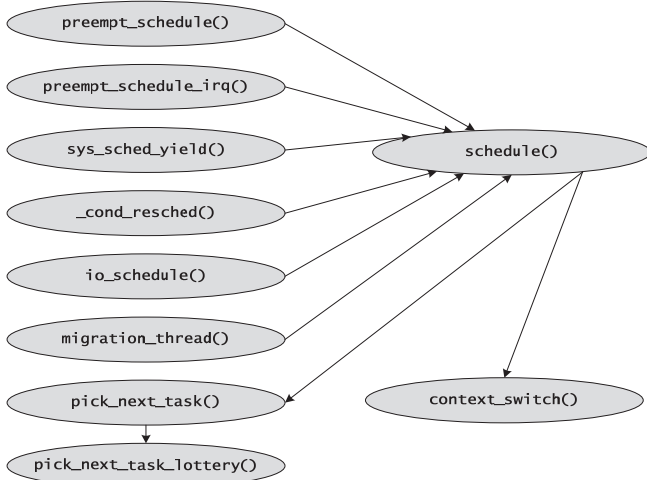 preempt_schedule()
preempt_schedule_irq()
sys_sched_yield()
schedule()
_cond_resched()
io_schedule()
migration_thread()
pick_next_task()
context_switch()
pick_next_task_lottery()